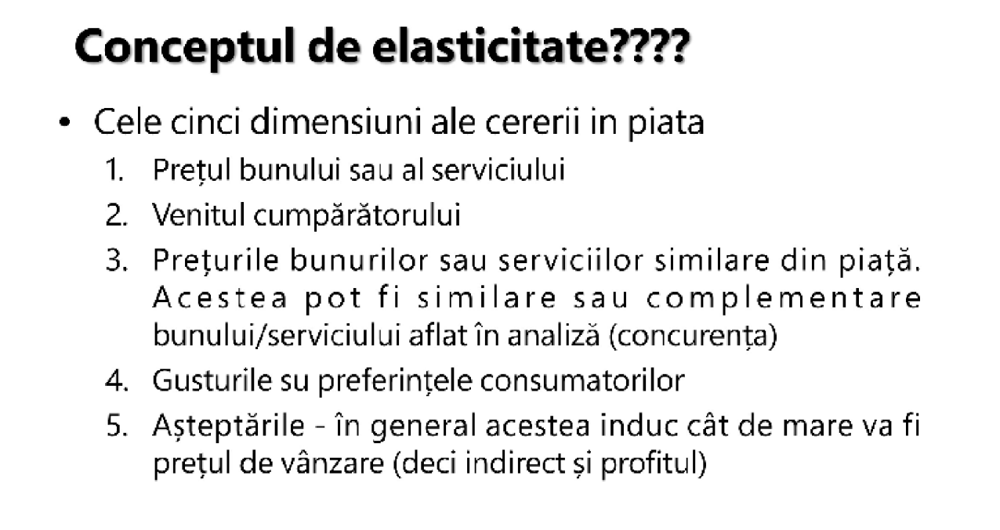 Conceptul de elasticitate????
• Cele cinci dimensiuni ale cererii in piata
1. Prețul bunului sau al serviciului
2. Venitul cumpărătorului
3. Prețurile bunurilor sau serviciilor similare din piață.
Acestea pot fi similare sau complementare
bunului/serviciului aflat în analiză (concurența)
4. Gusturile su preferințele consumatorilor
5. Așteptările - în general acestea induc cât de mare va fi
prețul de vânzare (deci indirect și profitul)